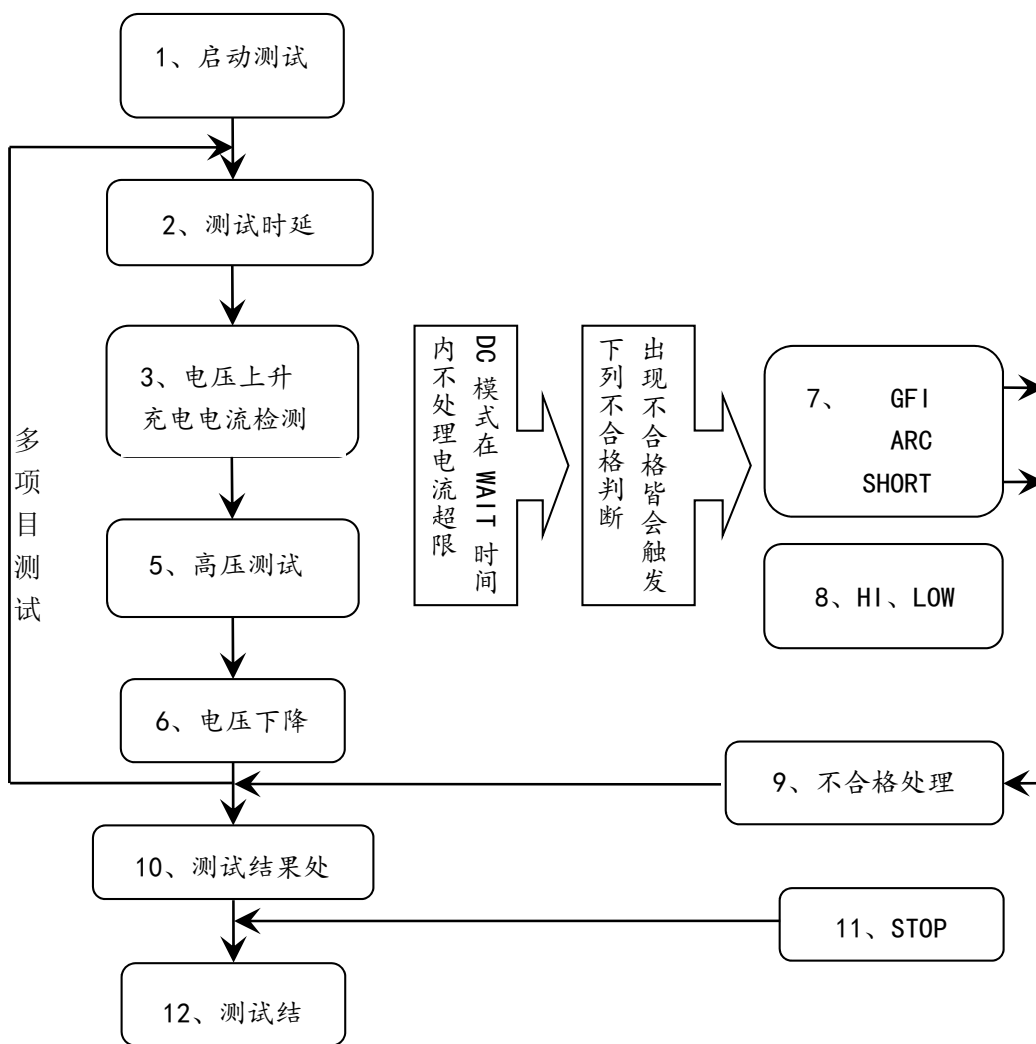 1、启动测试
2、测试时延
3、电压上升
充电电流检测
5、高压测试
6、电压下降
多项目测试
DC 模式在 WAIT 时间
内不处理电流超限
出现不合格皆会触发
下列不合格判断
7、 GFI
ARC
SHORT
8、HI、LOW
9、不合格处理
10、测试结果处
11、STOP
12、测试结